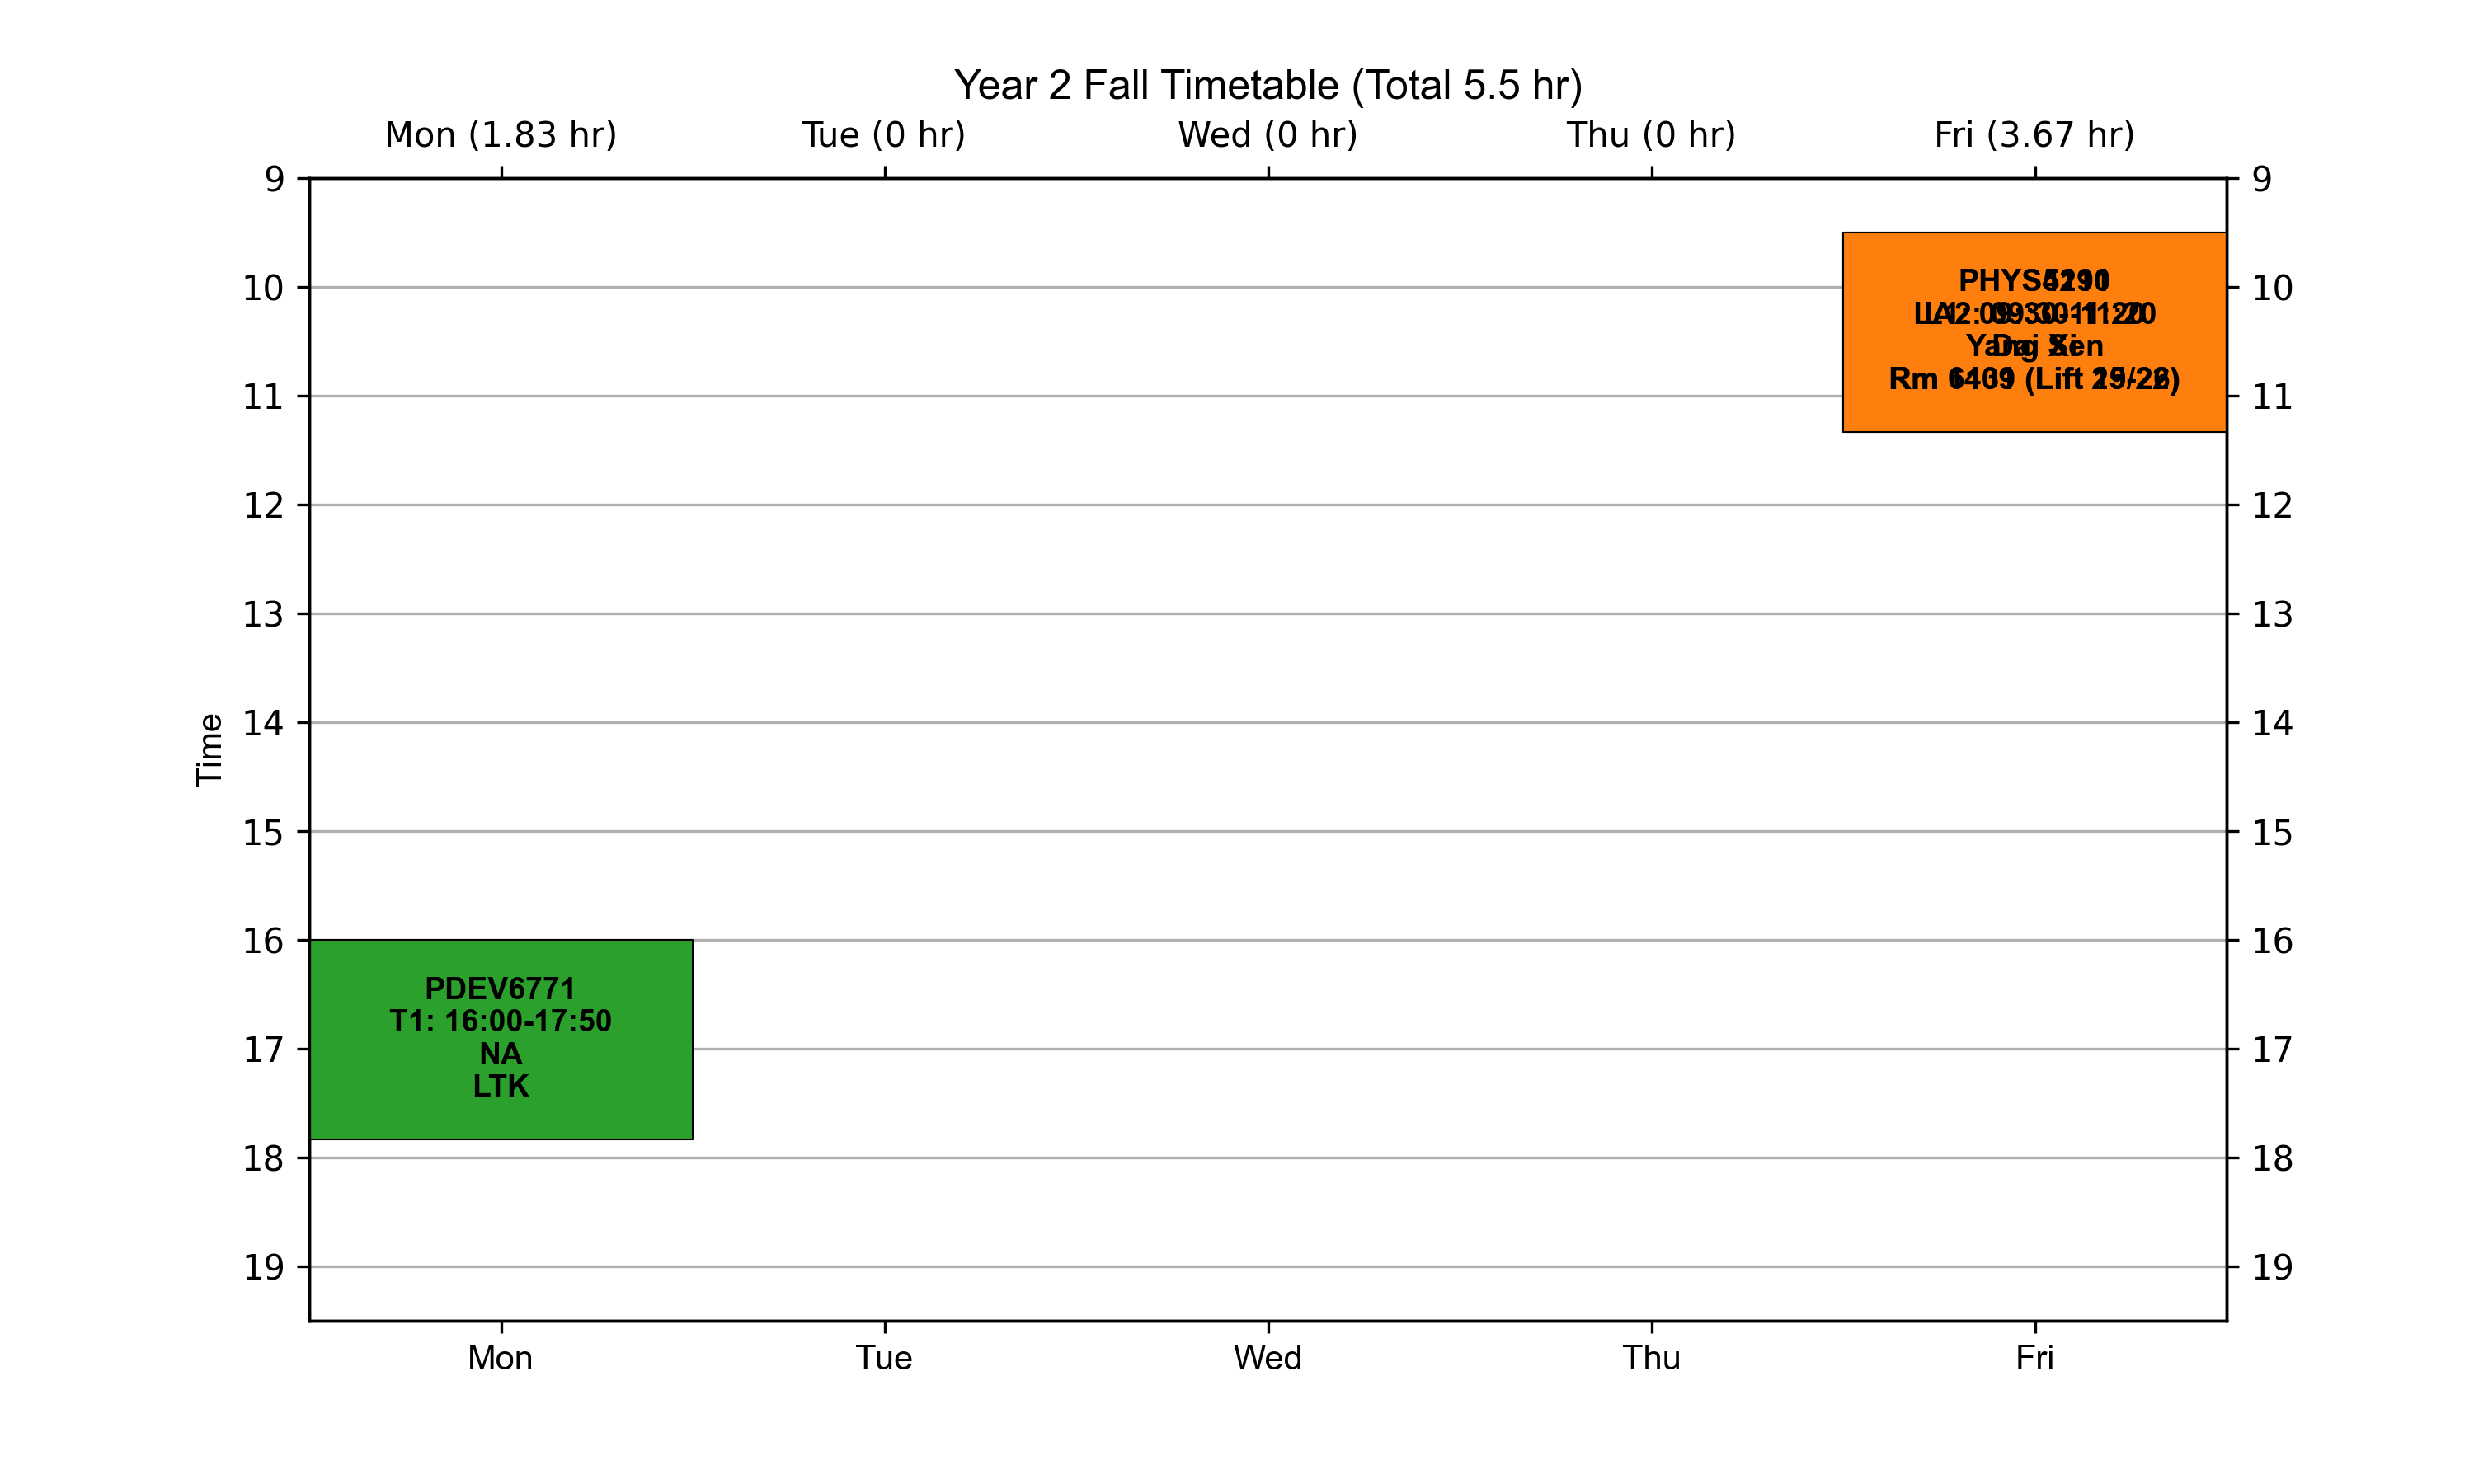 Year 2 Fall Timetable (Total 5.5 hr)
Mon (1.83 hr) Tue (0 hr) Wed (0 hr) Thu (0 hr) Fri (3.67 hr)
9 9
10 10
11 11
12 12
13 13
14 14
15 15
16 16
17 17
18 18
19 19
Time
PHYS
Rm (Lift
PDEV6771
T1: 16:00-17:50
NA
LTK
Mon Tue Wed Thu Fri